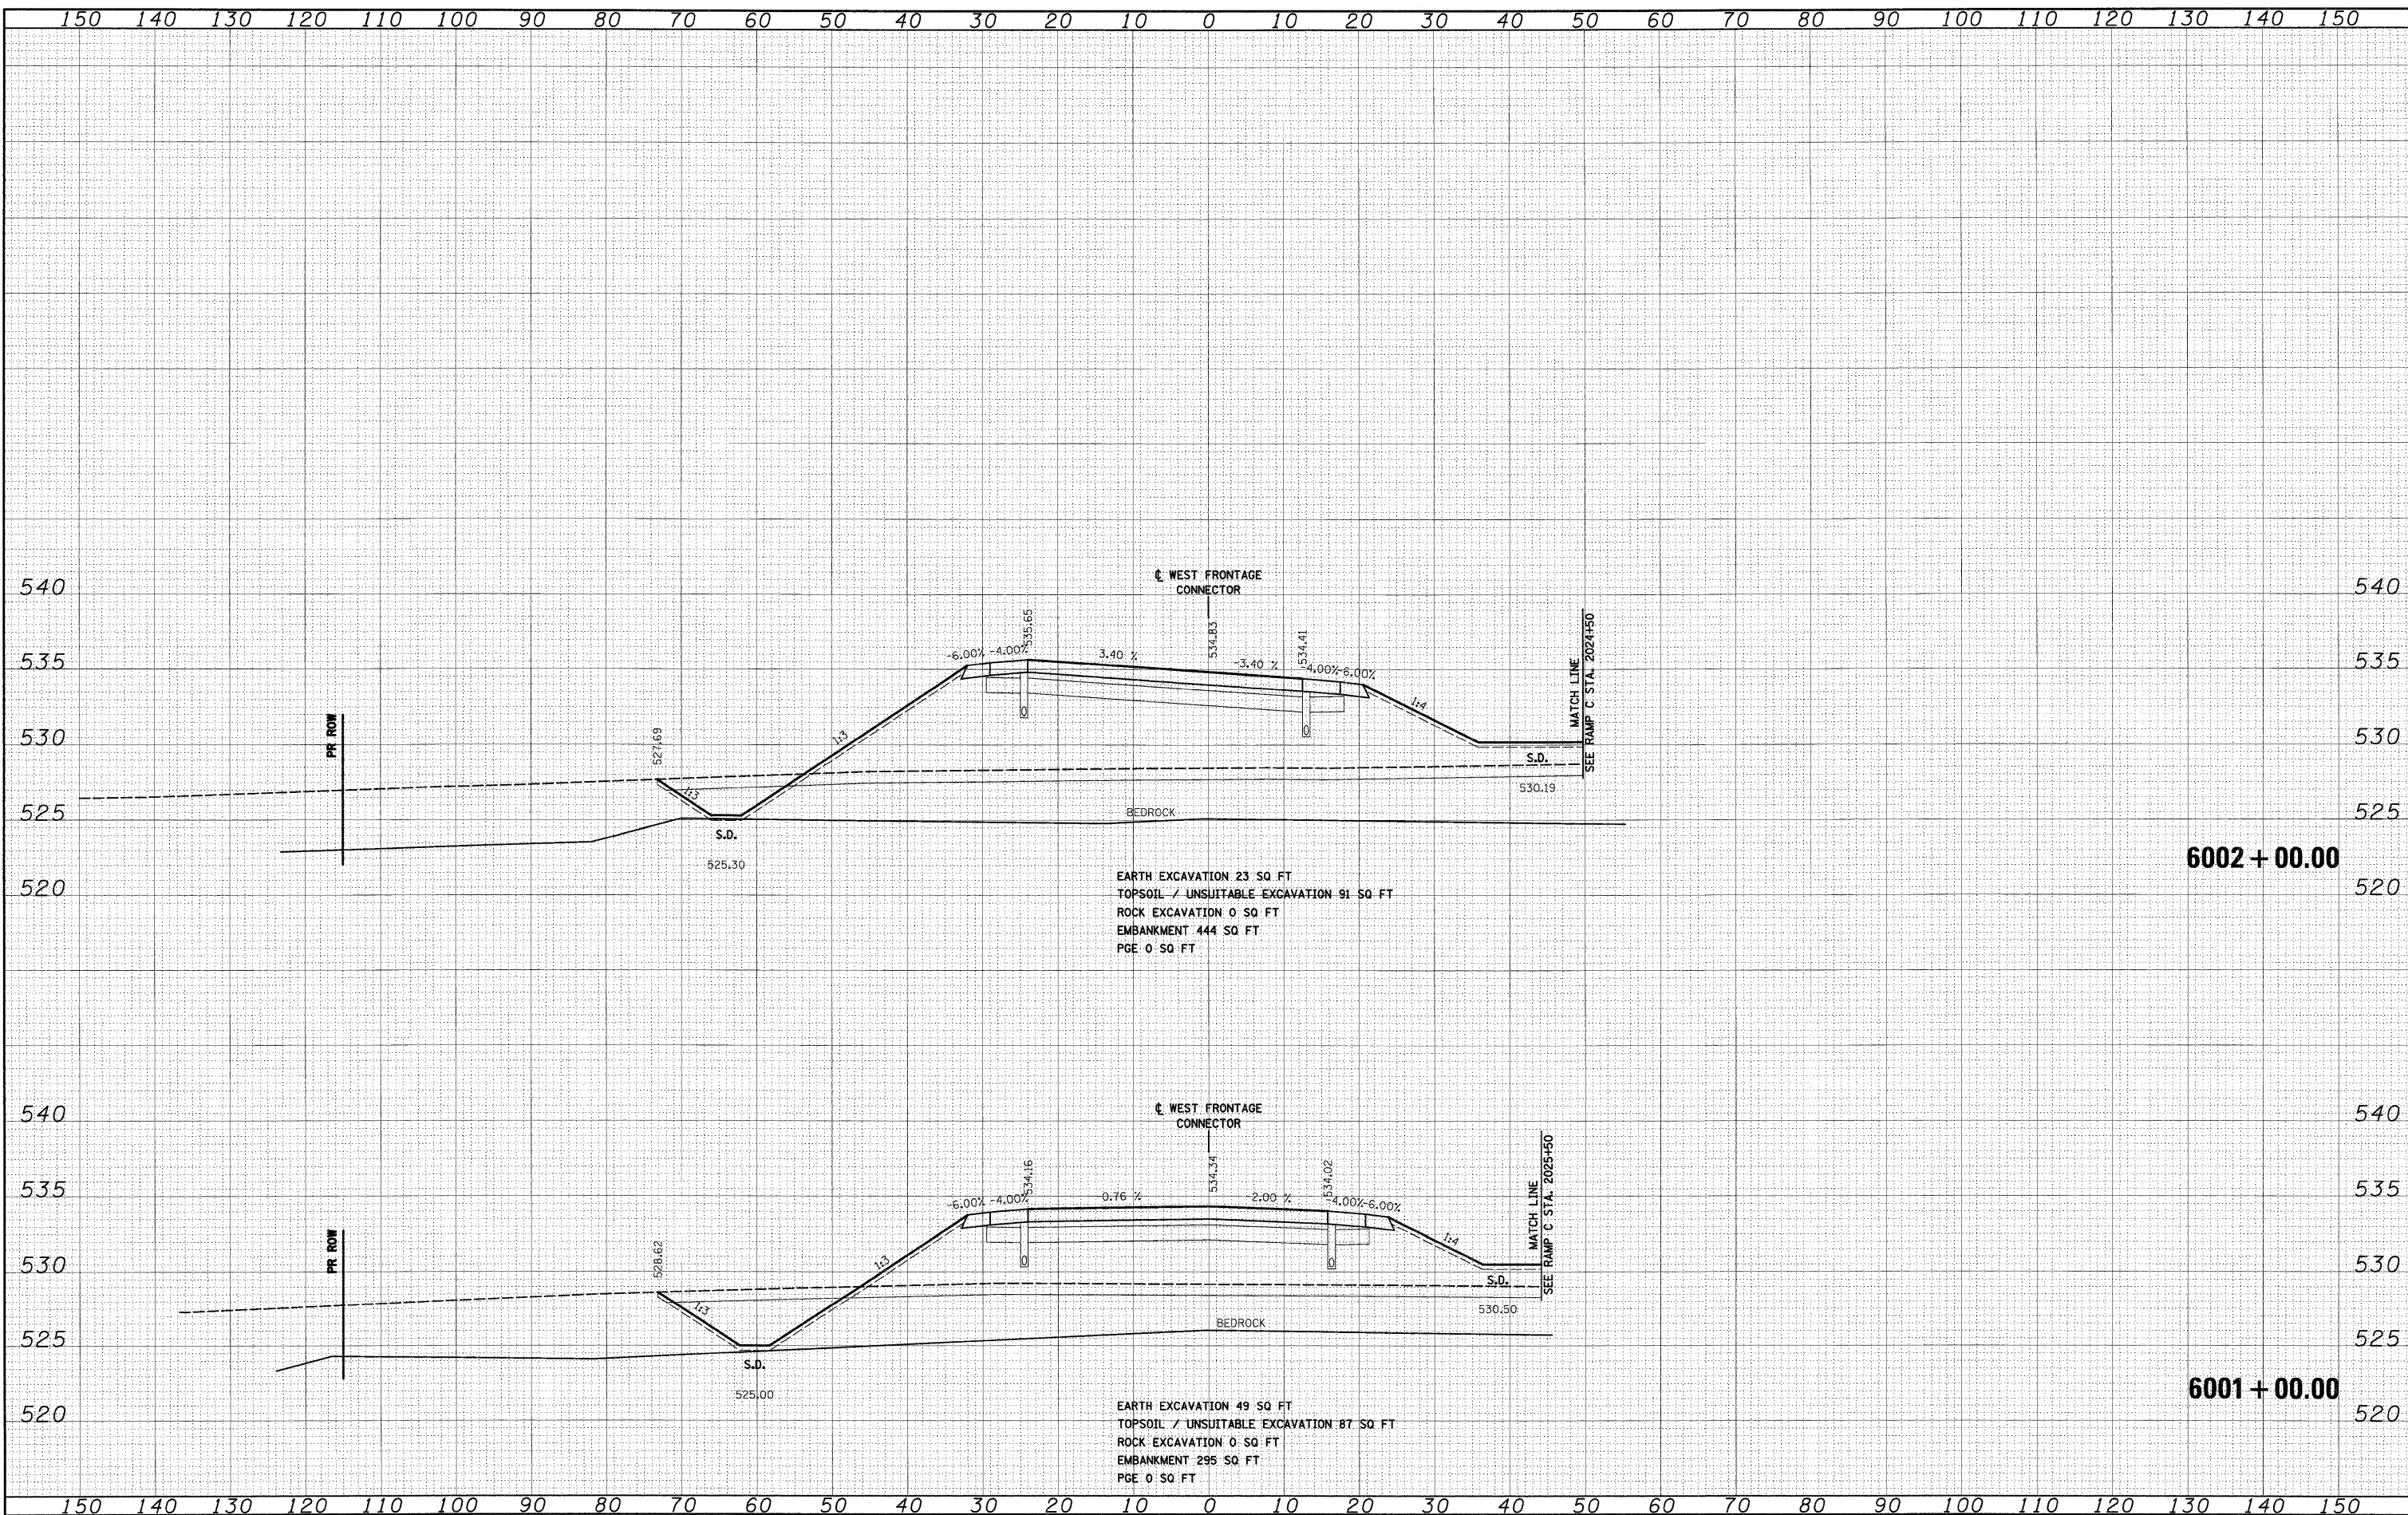 150 140 130 120 110 100 90 80 70 60 50 40 30 20 10 0 10 20 30 40 50 60 70 80 90 100 110 120 130 140 150
540 540
℄ WEST FRONTAGE
CONNECTOR
535.65
534.83
534.41
MATCH LINE
SEE RAMP C STA. 2024+50
535 535
-6.00% -4.00% 3.40 % -3.40 % -4.00% -6.00%
PR ROW
527.69
1:3
1:4
530 530
S.D.
1:3
530.19
525 525
BEDROCK
S.D.
525.30
6002+00.00
520 520
EARTH EXCAVATION 23 SQ FT
TOPSOIL / UNSUITABLE EXCAVATION 91 SQ FT
ROCK EXCAVATION 0 SQ FT
EMBANKMENT 444 SQ FT
PGE 0 SQ FT
540 540
℄ WEST FRONTAGE
CONNECTOR
534.16
534.34
534.02
MATCH LINE
SEE RAMP C STA. 2025+50
535 535
-6.00% -4.00% 0.76 % -2.00 % -4.00% -6.00%
PR ROW
528.62
1:3
1:4
530 530
S.D.
1:3
530.50
BEDROCK
525 525
S.D.
525.00
6001+00.00
520 520
EARTH EXCAVATION 49 SQ FT
TOPSOIL / UNSUITABLE EXCAVATION 87 SQ FT
ROCK EXCAVATION 0 SQ FT
EMBANKMENT 295 SQ FT
PGE 0 SQ FT
150 140 130 120 110 100 90 80 70 60 50 40 30 20 10 0 10 20 30 40 50 60 70 80 90 100 110 120 130 140 150